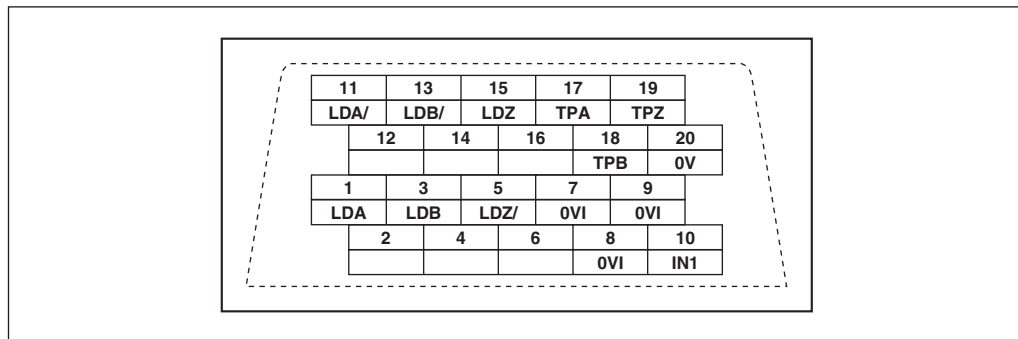 11 13 15 17 19
LDA/ LDB/ LDZ TPA TPZ
12 14 16 18 20
TPB 0V
1 3 5 7 9
LDA LDB LDZ/ 0VI 0VI
2 4 6 8 10
0VI IN1